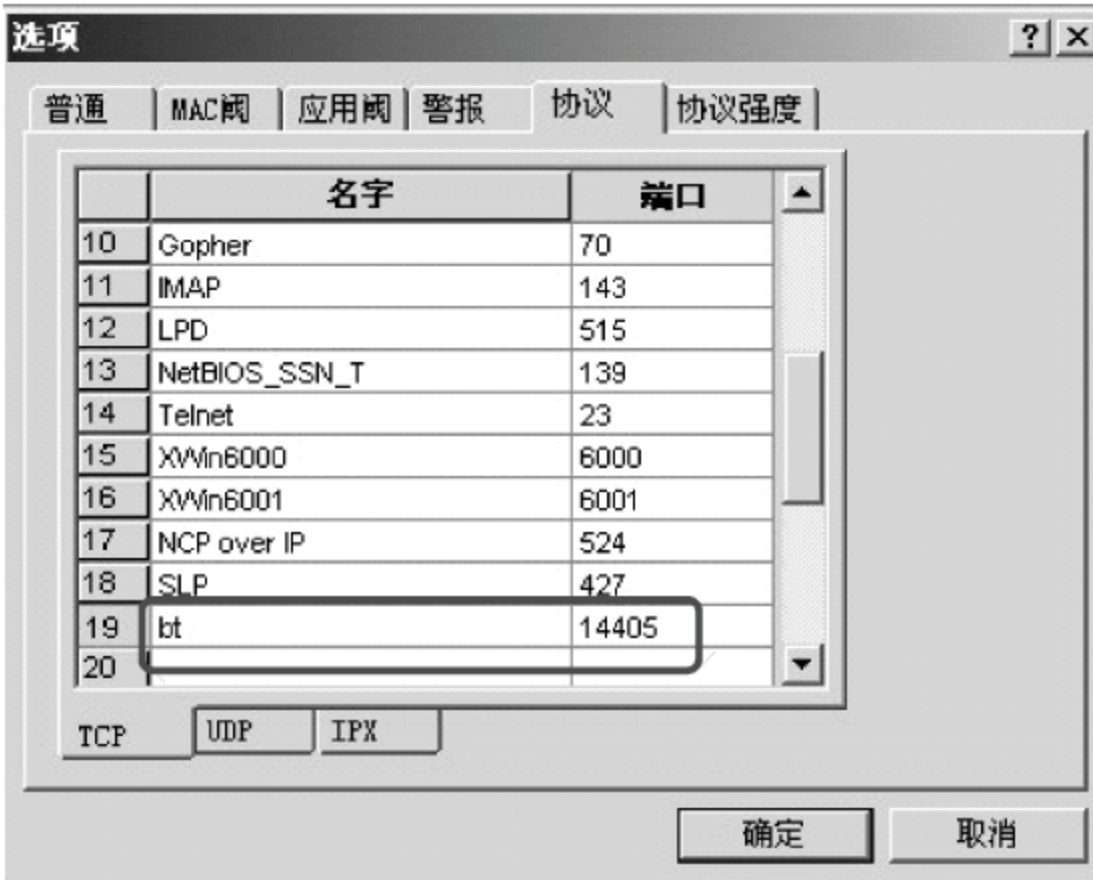 选项
普通 MAC阈 应用阈 警报 协议 协议强度
名字 端口
10 Gopher 70
11 IMAP 143
12 LPD 515
13 NetBIOS_SSN_T 139
14 Telnet 23
15 XWin6000 6000
16 XWin6001 6001
17 NCP over IP 524
18 SLP 427
19 bt 14405
20
TCP UDP IPX
确定 取消